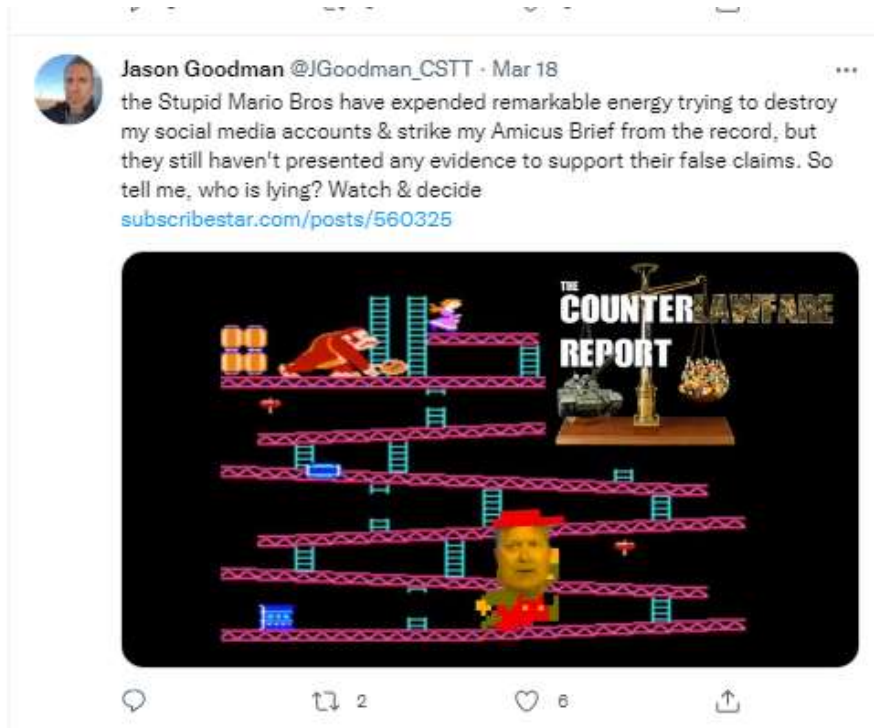 Jason Goodman @JGoodman_CSTT · Mar 18
the Stupid Mario Bros have expended remarkable energy trying to destroy
my social media accounts & strike my Amicus Brief from the record, but
they still haven't presented any evidence to support their false claims. So
tell me, who is lying? Watch & decide
subscribestar.com/posts/560325
THE
COUNTERLAWFARE
REPORT
2 6